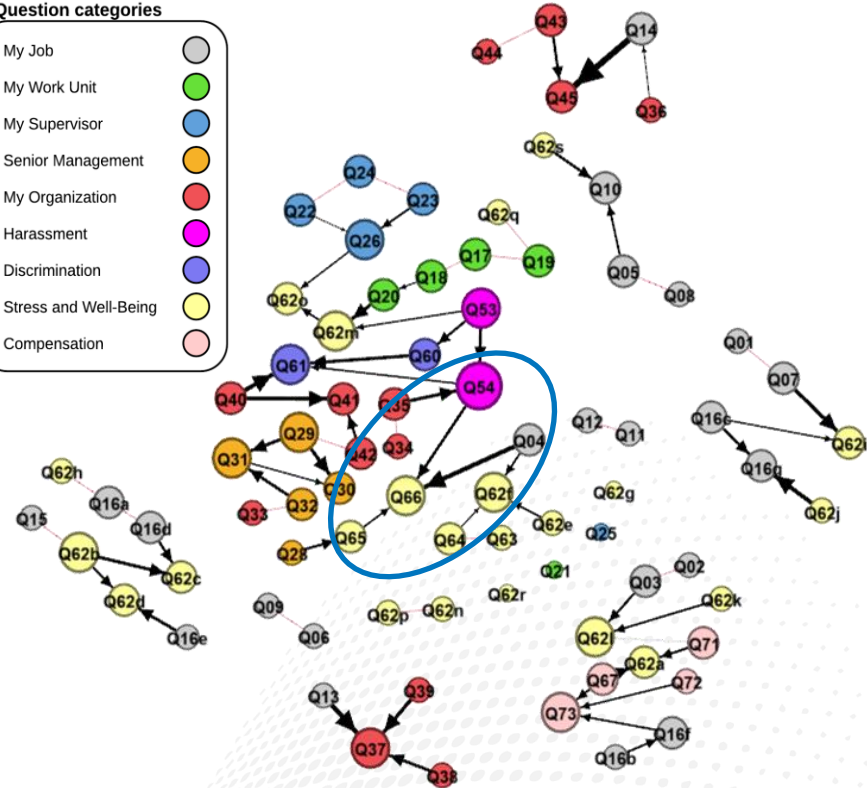 Question categories
My Job
My Work Unit
My Supervisor
Senior Management
My Organization
Harassment
Discrimination
Stress and Well-Being
Compensation
Q43
Q14
Q44
Q45
Q36
Q62s
Q24
Q10
Q22
Q23
Q62q
Q26
Q17
Q19
Q18
Q05
Q20
Q08
Q62o
Q53
Q62m
Q01
Q60
Q61
Q54
Q07
Q40
Q41
Q35
Q16c
Q12
Q11
Q29
Q04
Q62i
Q34
Q42
Q31
Q16g
Q62h
Q30
Q66
Q62f
Q62g
Q16a
Q32
Q33
Q62j
Q15
Q16d
Q62e
Q25
Q65
Q64
Q63
Q62b
Q28
Q21
Q62c
Q02
Q03
Q62d
Q62r
Q62k
Q09
Q62p
Q62n
Q16e
Q06
Q62l
Q71
Q62a
Q67
Q72
Q13
Q39
Q73
Q16f
Q37
Q16b
Q38